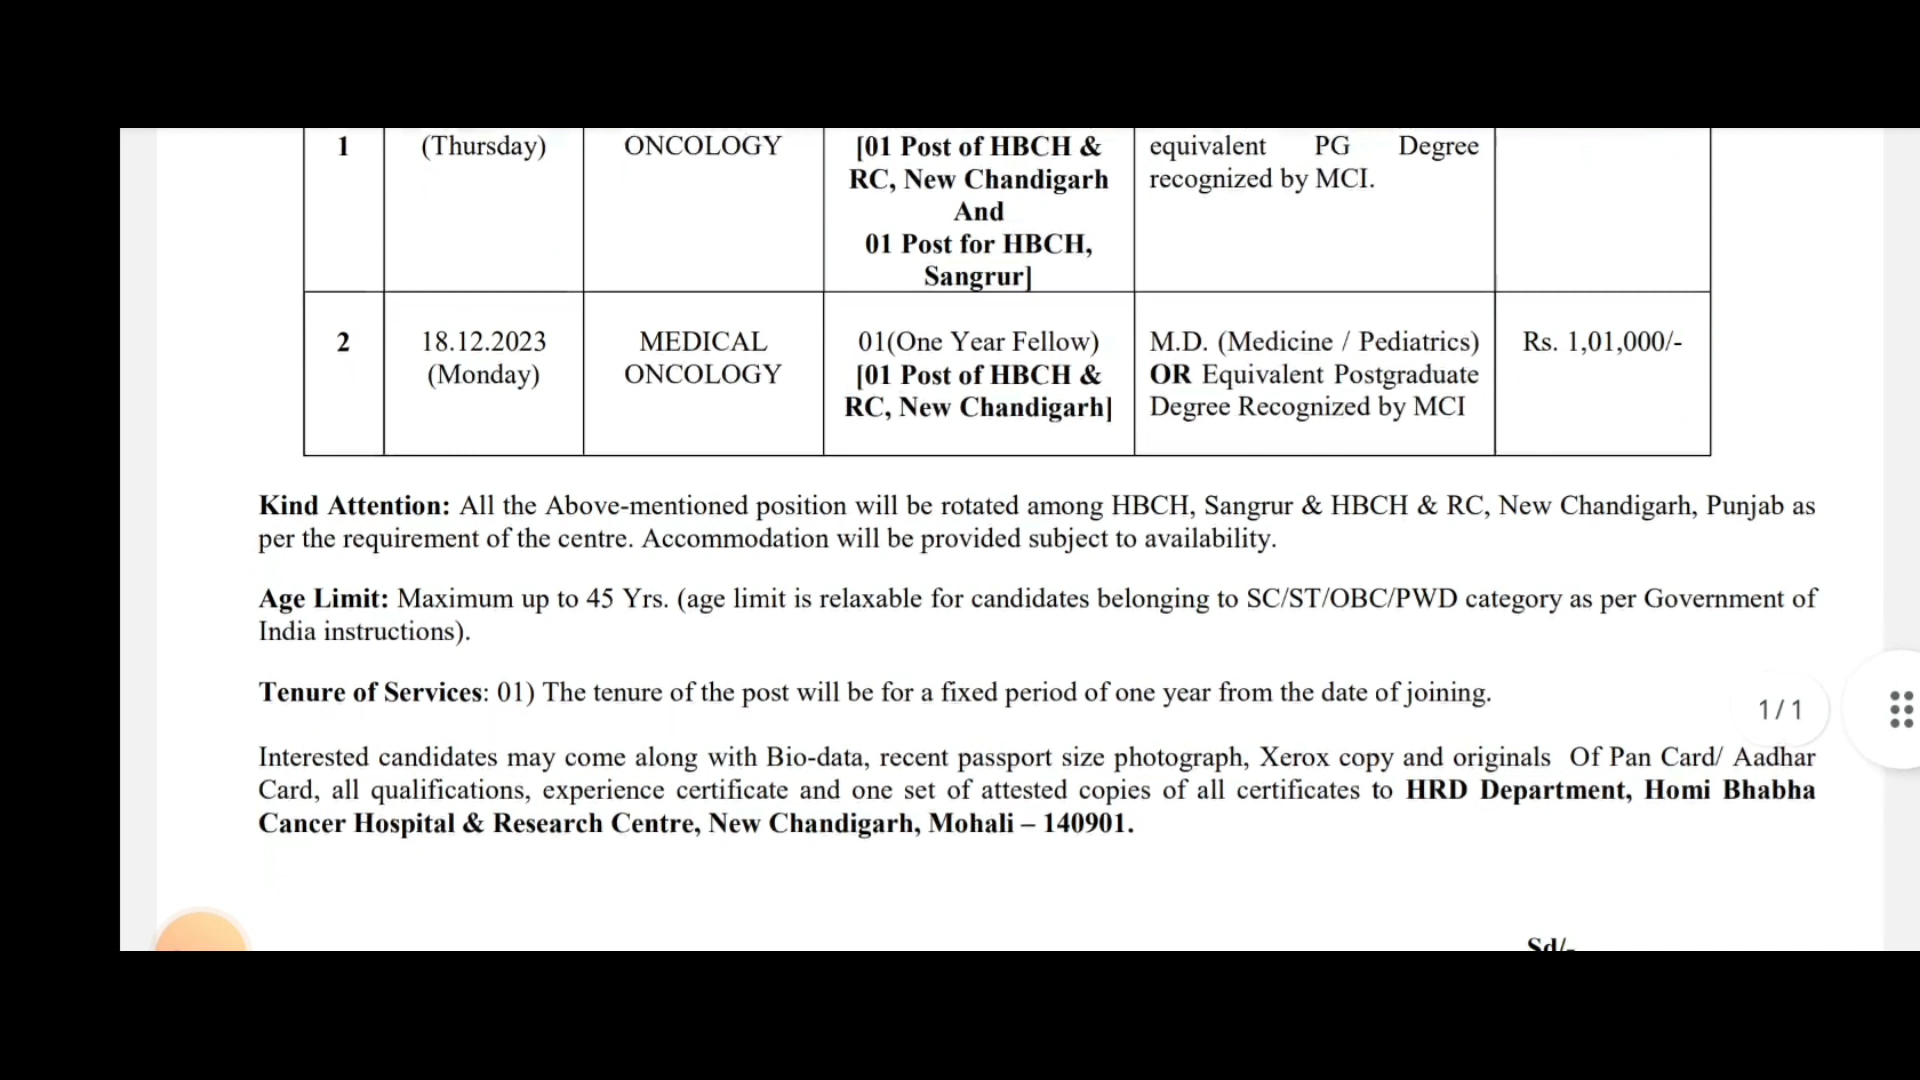 1 (Thursday) ONCOLOGY [01 Post of HBCH & equivalent PG Degree
RC, New Chandigarh recognized by MCI.
And
01 Post for HBCH,
Sangrur]
2 18.12.2023 MEDICAL 01(One Year Fellow) M.D. (Medicine / Pediatrics) Rs. 1,01,000/-
(Monday) ONCOLOGY [01 Post of HBCH & OR Equivalent Postgraduate
RC, New Chandigarh] Degree Recognized by MCI
Kind Attention: All the Above-mentioned position will be rotated among HBCH, Sangrur & HBCH & RC, New Chandigarh, Punjab as
per the requirement of the centre. Accommodation will be provided subject to availability.
Age Limit: Maximum up to 45 Yrs. (age limit is relaxable for candidates belonging to SC/ST/OBC/PWD category as per Government of
India instructions).
Tenure of Services: 01) The tenure of the post will be for a fixed period of one year from the date of joining.
1/1
Interested candidates may come along with Bio-data, recent passport size photograph, Xerox copy and originals Of Pan Card/ Aadhar
Card, all qualifications, experience certificate and one set of attested copies of all certificates to HRD Department, Homi Bhabha
Cancer Hospital & Research Centre, New Chandigarh, Mohali – 140901.
Sd/-